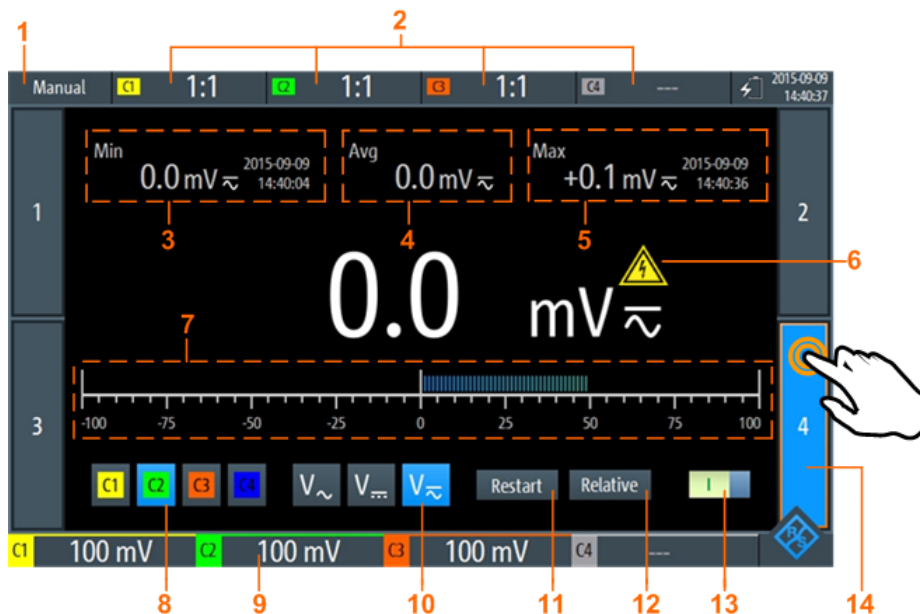 1 2
Manual C1 1:1 C2 1:1 C3 1:1 C4 --- 2015-09-09
14:40:37
Min 0.0 mV 2015-09-09 14:40:04
Avg 0.0 mV
Max +0.1 mV 2015-09-09 14:40:36
3 4 5
1 2
0.0 mV 6
7
-100 -75 -50 -25 0 25 50 75 100
3 4
C1 C2 C3 C4 V~ V⎓ V⏦ Restart Relative I
C1 100 mV C2 100 mV C3 100 mV C4 --- R&S
8 9 10 11 12 13 14